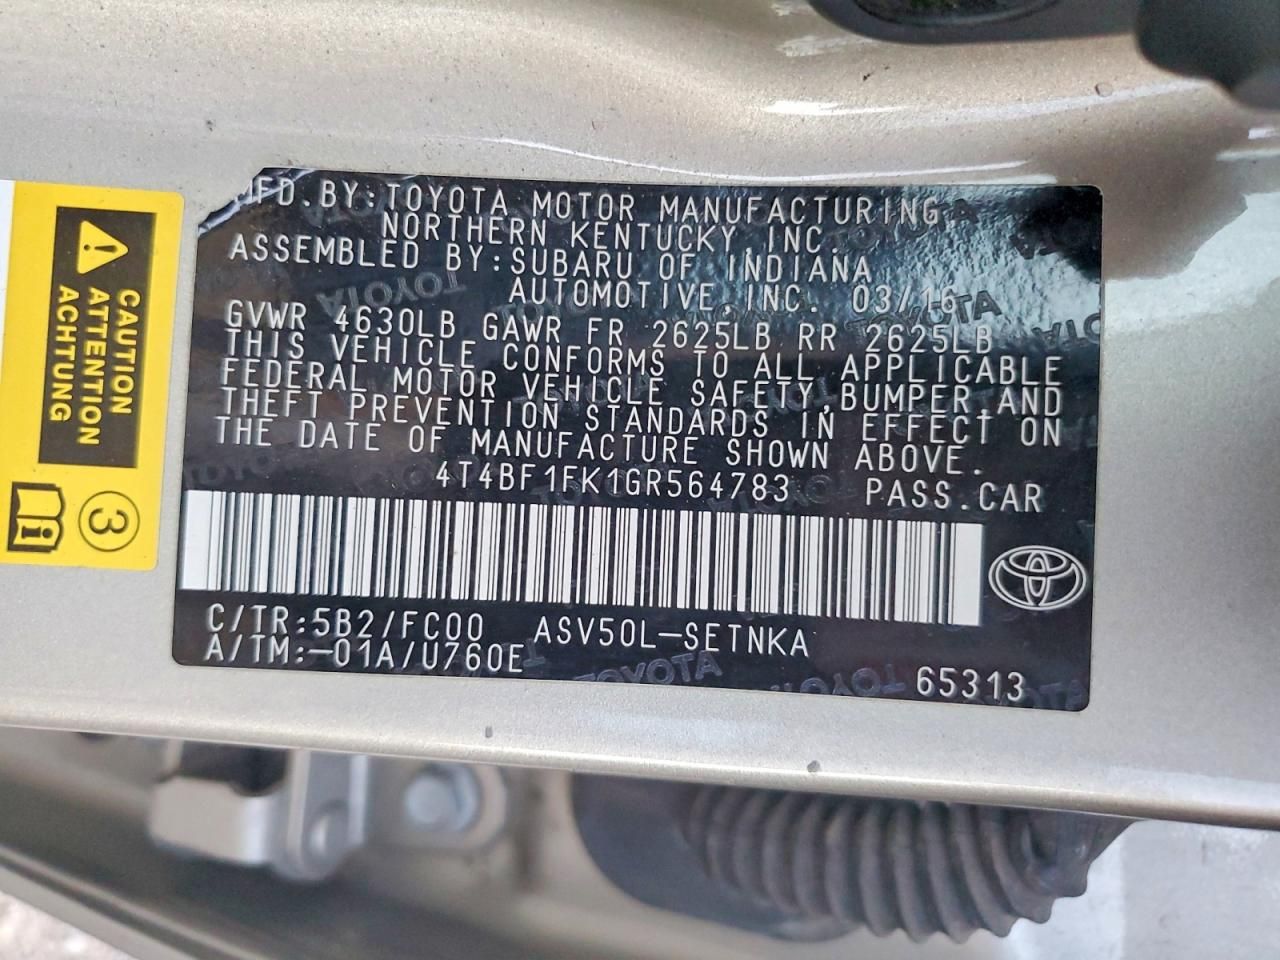 MFD.BY:TOYOTA MOTOR MANUFACTURING
NORTHERN KENTUCKY,INC.
ASSEMBLED BY:SUBARU OF INDIANA
AUTOMOTIVE,INC. 03/16
GVWR 4630LB GAWR FR 2625LB RR 2625LB
THIS VEHICLE CONFORMS TO ALL APPLICABLE
FEDERAL MOTOR VEHICLE SAFETY,BUMPER,AND
THEFT PREVENTION STANDARDS IN EFFECT ON
THE DATE OF MANUFACTURE SHOWN ABOVE.
4T4BF1FK1GR564783 PASS.CAR
C/TR:5B2/FC00 ASV50L-SETNKA
A/TM:-01A/U760E
65313
CAUTION
ATTENTION
ACHTUNG
3